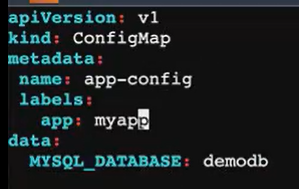 apiVersion: v1
kind: ConfigMap
metadata:
 name: app-config
 labels:
   app: myapp
data:
  MYSQL_DATABASE: demodb